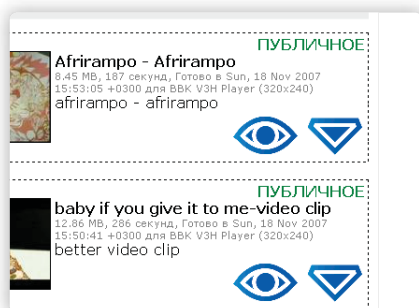 ПУБЛИЧНОЕ
Afrirampo - Afrirampo
8.45 MB, 187 секунд, Готово в Sun, 18 Nov 2007
15:53:05 +0300 для BBK V3H Player (320x240)
afrirampo - afrirampo
ПУБЛИЧНОЕ
baby if you give it to me-video clip
12.86 MB, 286 секунд, Готово в Sun, 18 Nov 2007
15:50:41 +0300 для BBK V3H Player (320x240)
better video clip